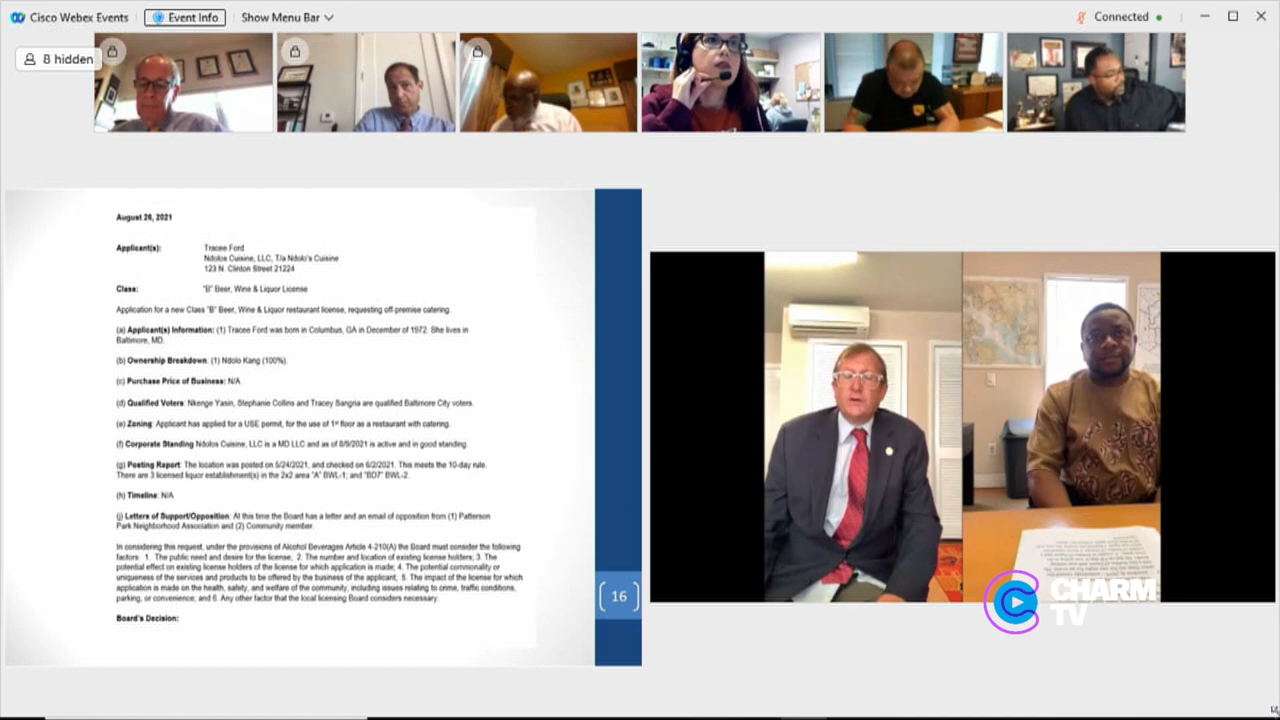 Cisco Webex Events
Event Info
Show Menu Bar
Connected
8 hidden
August 26, 2021
Applicant(s): Tracee Ford
Ndolos Cuisine, LLC, T/a Ndolo's Cuisine
123 N. Clinton Street 21224
Class: "B" Beer, Wine & Liquor License
Application for a new Class "B" Beer, Wine & Liquor restaurant license, requesting off-premise catering.
(a) Applicant(s) Information: (1) Tracee Ford was born in Columbus, GA in December of 1972. She lives in
Baltimore, MD.
(b) Ownership Breakdown: (1) Ndolo Kang (100%).
(c) Purchase Price of Business: N/A
(d) Qualified Voters: Nkenge Yasin, Stephanie Collins and Tracey Sangria are qualified Baltimore City voters.
(e) Zoning: Applicant has applied for a USE permit, for the use of 1st floor as a restaurant with catering.
(f) Corporate Standing Ndolos Cuisine, LLC is a MD LLC and as of 8/9/2021 is active and in good standing.
(g) Posting Report: The location was posted on 5/24/2021, and checked on 6/2/2021. This meets the 10-day rule.
There are 3 licensed liquor establishment(s) in the 2x2 area "A" BWL-1; and "BD7" BWL-2.
(h) Timeline: N/A
(j) Letters of Support/Opposition: At this time the Board has a letter and an email of opposition from (1) Patterson
Park Neighborhood Association and (2) Community member.
In considering this request, under the provisions of Alcohol Beverages Article 4-210(A) the Board must consider the following
factors: 1. The public need and desire for the license; 2. The number and location of existing license holders; 3. The
potential effect on existing license holders of the license for which application is made; 4. The potential commonality or
uniqueness of the services and products to be offered by the business of the applicant; 5. The impact of the license for which
application is made on the health, safety, and welfare of the community, including issues relating to crime, traffic conditions,
parking, or convenience; and 6. Any other factor that the local licensing Board considers necessary.
Board's Decision:
16
CHARM
TV